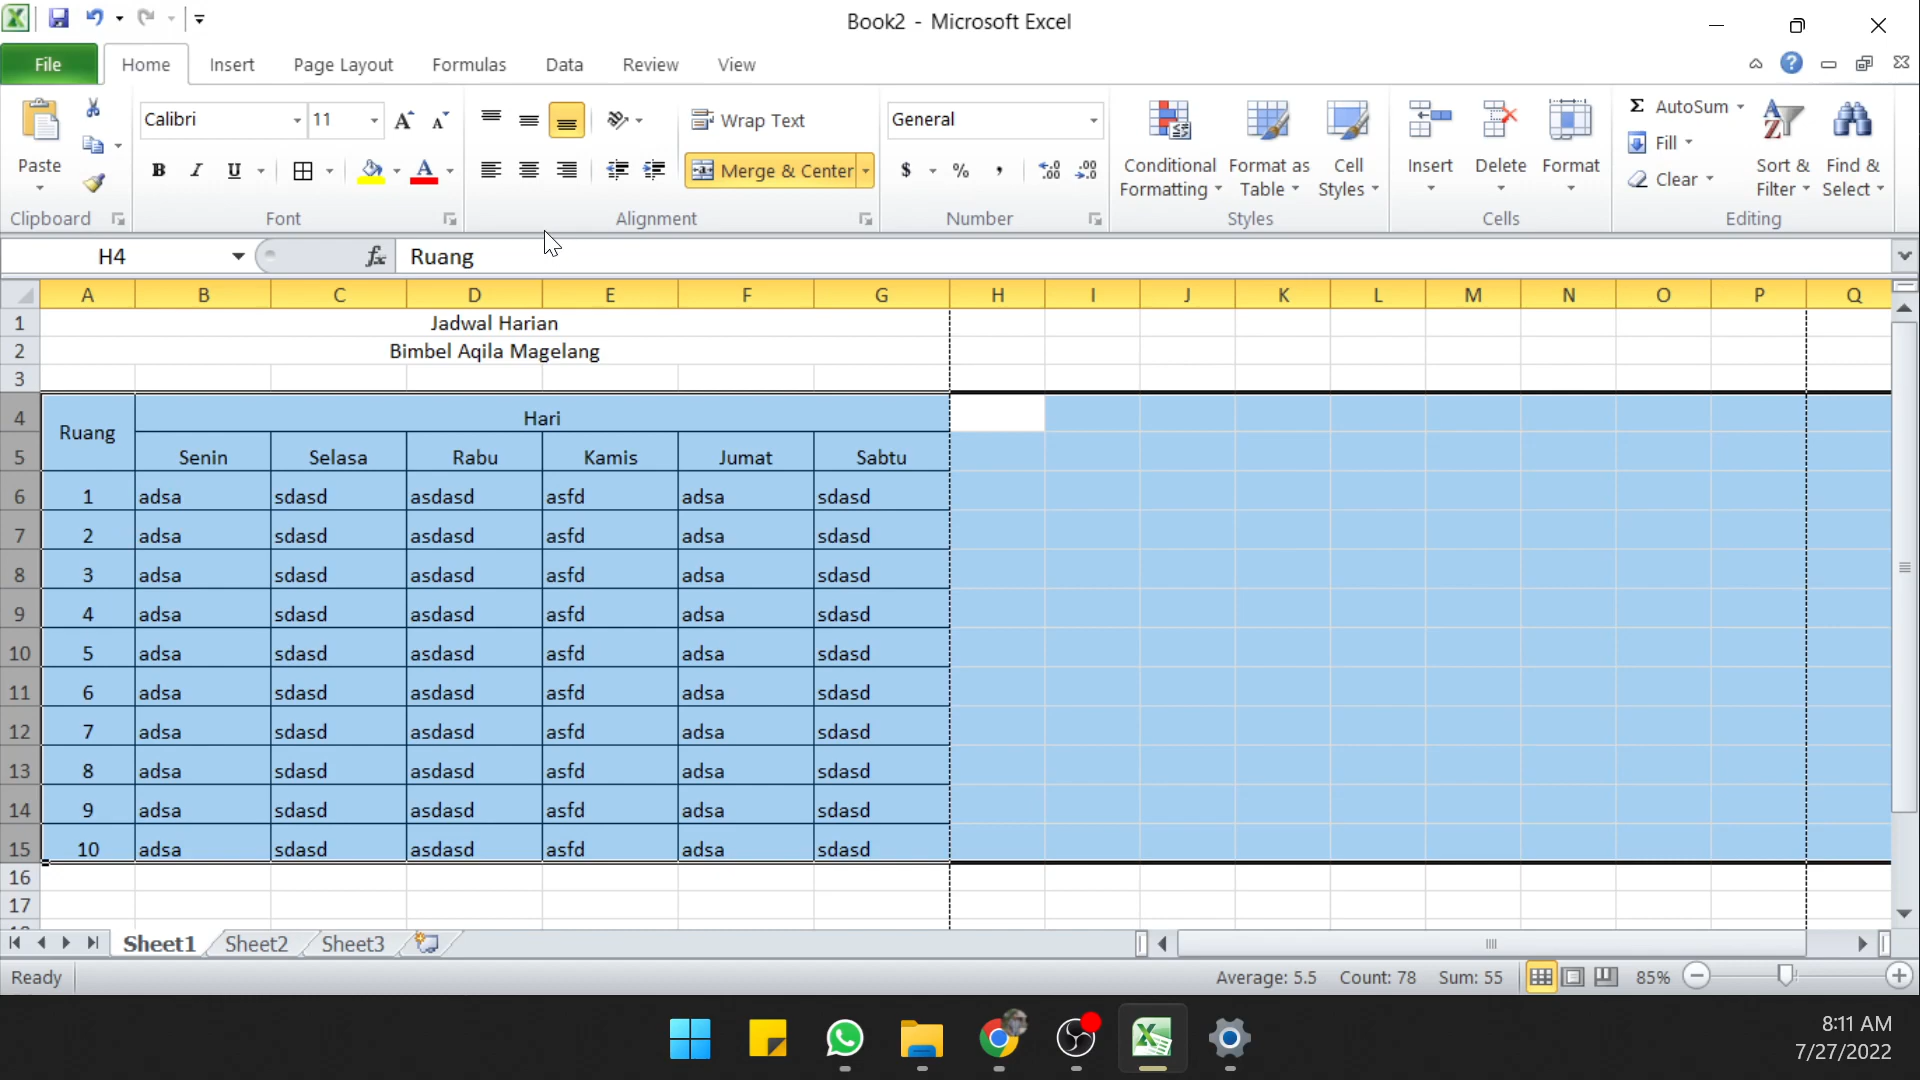 Book2 - Microsoft Excel
File Home Insert Page Layout Formulas Data Review View
Paste
Clipboard
Calibri 11
B I U A
Font
Wrap Text
Merge & Center
Alignment
General
$ % ,
Number
Conditional Formatting
Format as Table
Cell Styles
Styles
Insert Delete Format
Cells
Σ AutoSum
Fill
Clear
Sort & Filter
Find & Select
Editing
H4 fx Ruang
A B C D E F G H I J K L M N O P Q
1 Jadwal Harian
2 Bimbel Aqila Magelang
3
4 Ruang Hari
5 Senin Selasa Rabu Kamis Jumat Sabtu
6 1 adsa sdasd asdasd asfd adsa sdasd
7 2 adsa sdasd asdasd asfd adsa sdasd
8 3 adsa sdasd asdasd asfd adsa sdasd
9 4 adsa sdasd asdasd asfd adsa sdasd
10 5 adsa sdasd asdasd asfd adsa sdasd
11 6 adsa sdasd asdasd asfd adsa sdasd
12 7 adsa sdasd asdasd asfd adsa sdasd
13 8 adsa sdasd asdasd asfd adsa sdasd
14 9 adsa sdasd asdasd asfd adsa sdasd
15 10 adsa sdasd asdasd asfd adsa sdasd
16
17
Sheet1 Sheet2 Sheet3
Ready Average: 5.5 Count: 78 Sum: 55 85%
8:11 AM
7/27/2022